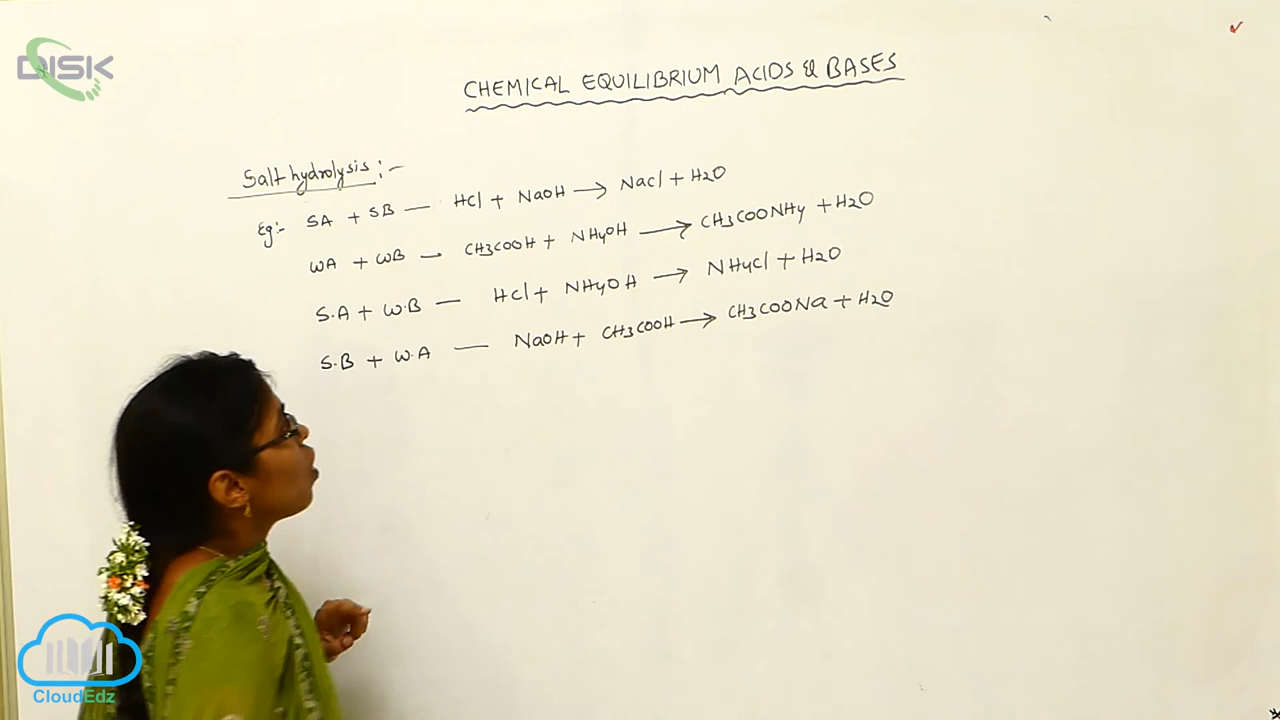 DISK
CHEMICAL EQUILIBRIUM ACIDS & BASES
Salt hydrolysis:-
Eg:- SA + SB — HCl + NaOH → NaCl + H2O
WA + WB — CH3COOH + NH4OH → CH3COONH4 + H2O
S.A + W.B — HCl + NH4OH → NH4Cl + H2O
S.B + W.A — NaOH + CH3COOH → CH3COONa + H2O
CloudEdz